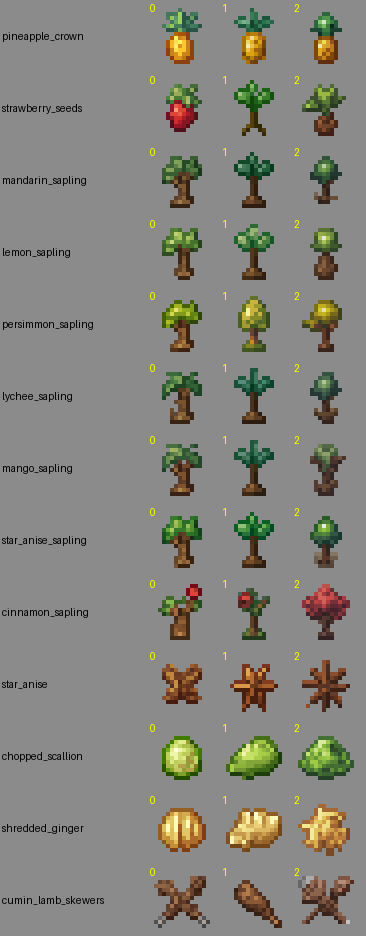 0 1 2
pineapple_crown
0 1 2
strawberry_seeds
0 1 2
mandarin_sapling
0 1 2
lemon_sapling
0 1 2
persimmon_sapling
0 1 2
lychee_sapling
0 1 2
mango_sapling
0 1 2
star_anise_sapling
0 1 2
cinnamon_sapling
0 1 2
star_anise
0 1 2
chopped_scallion
0 1 2
shredded_ginger
0 1 2
cumin_lamb_skewers